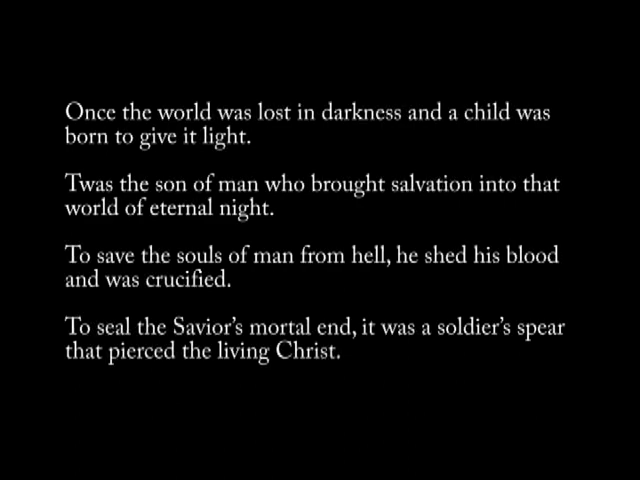 Once the world was lost in darkness and a child was
born to give it light.
Twas the son of man who brought salvation into that
world of eternal night.
To save the souls of man from hell, he shed his blood
and was crucified.
To seal the Savior's mortal end, it was a soldier's spear
that pierced the living Christ.